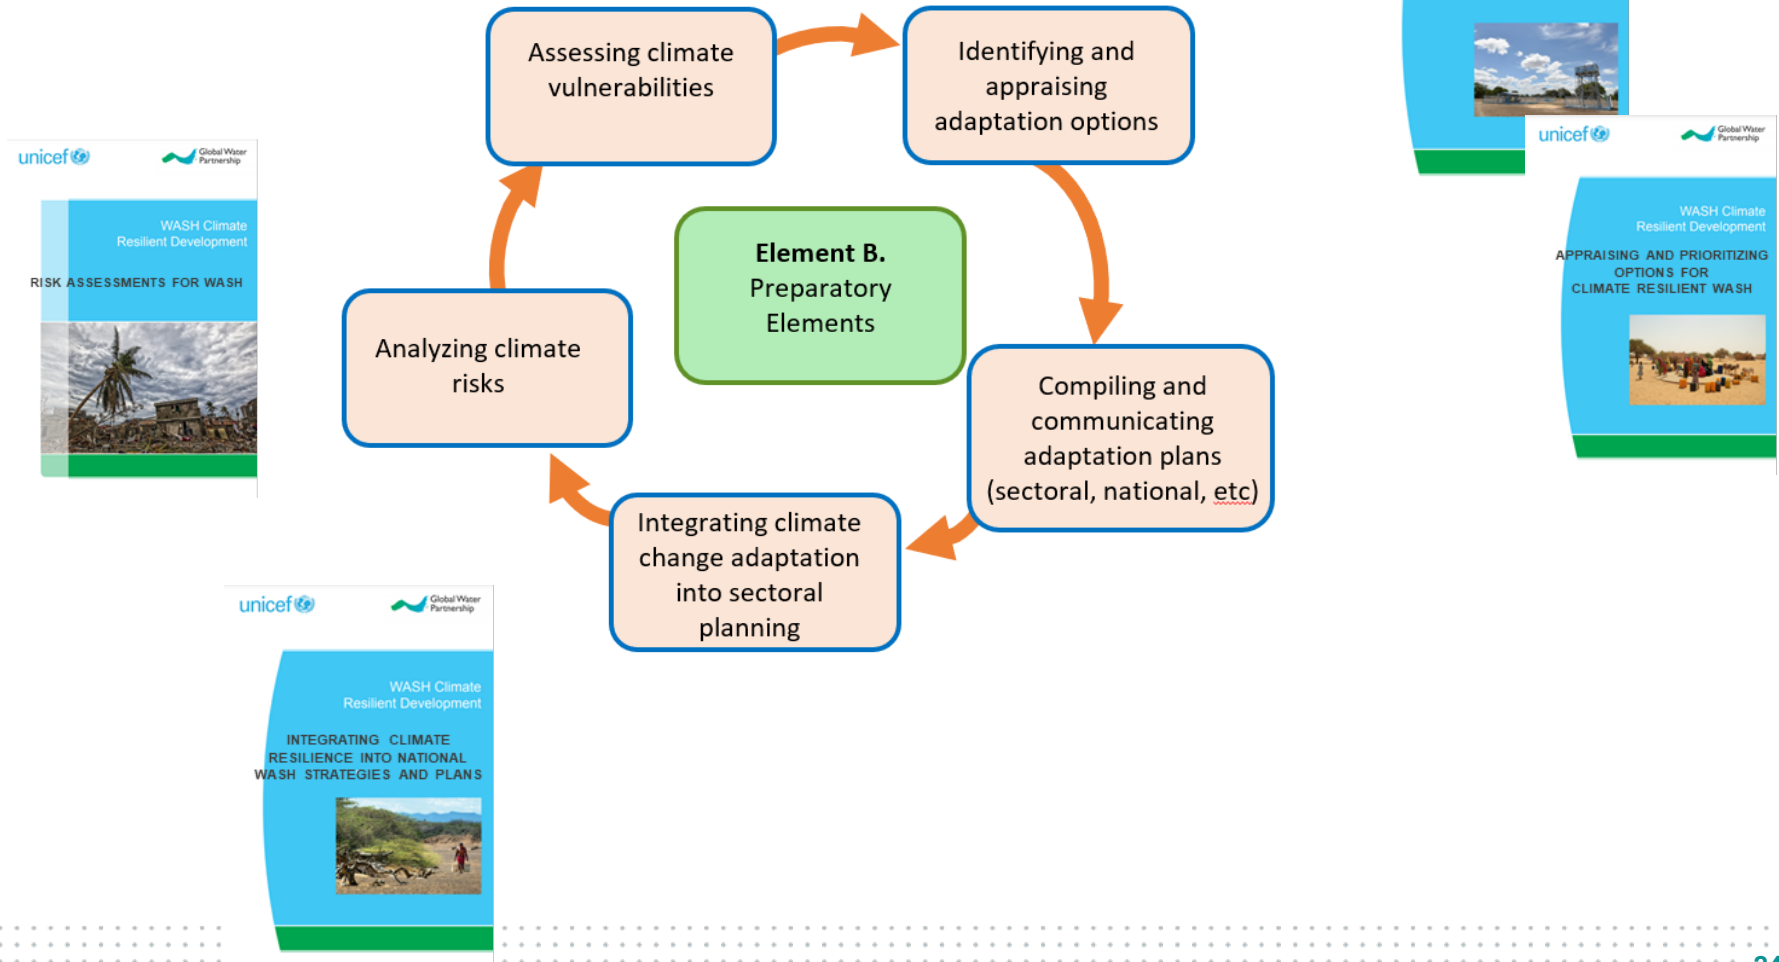 Assessing climate
vulnerabilities
Identifying and
appraising
adaptation options
unicef
Global Water
Partnership
WASH Climate
Resilient Development
RISK ASSESSMENTS FOR WASH
unicef
Global Water
Partnership
WASH Climate
Resilient Development
APPRAISING AND PRIORITIZING
OPTIONS FOR
CLIMATE RESILIENT WASH
Element B.
Preparatory
Elements
Analyzing climate
risks
Compiling and
communicating
adaptation plans
(sectoral, national, etc)
Integrating climate
change adaptation
into sectoral
planning
unicef
Global Water
Partnership
WASH Climate
Resilient Development
INTEGRATING CLIMATE
RESILIENCE INTO NATIONAL
WASH STRATEGIES AND PLANS